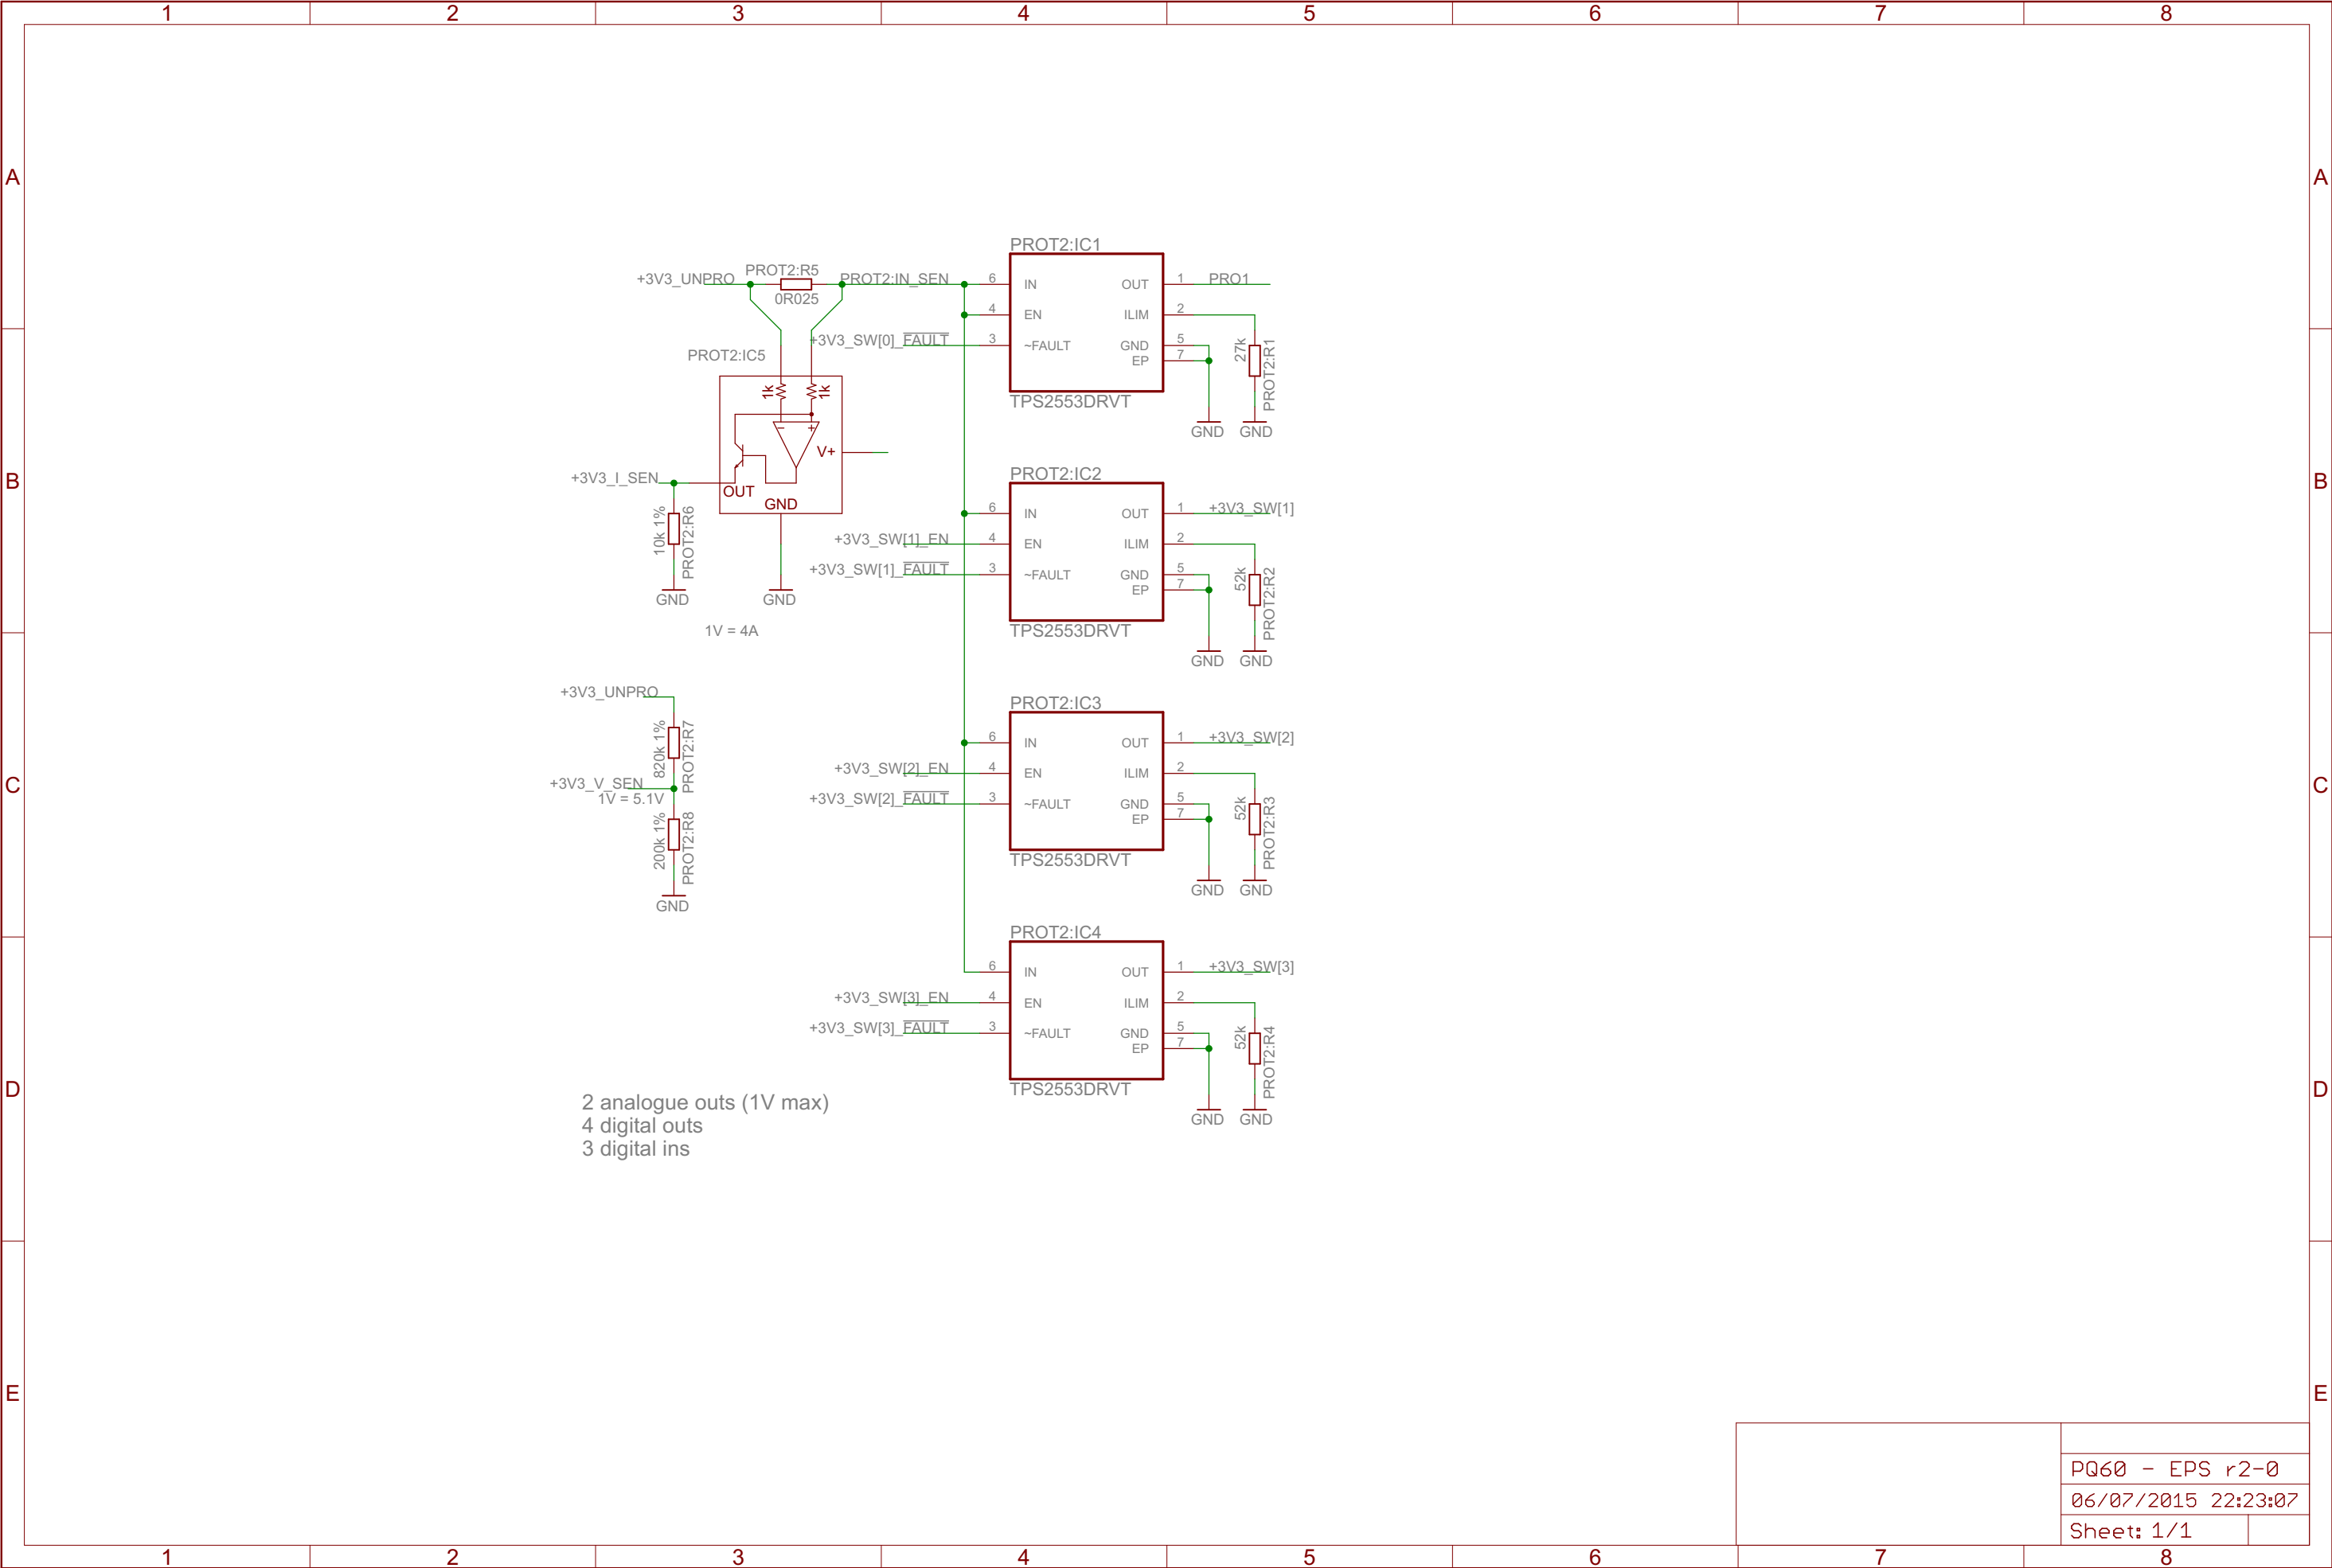 1 2 3 4 5 6 7 8
A A
B B
C C
D D
E E
+3V3_UNPRO
PROT2:R5
0R025
PROT2:IN_SEN
+3V3_SW[0]_FAULT
PROT2:IC5
1k 1k
- +
V+
OUT
GND
+3V3_I_SEN
10k 1%
PROT2:R6
GND GND
1V = 4A
PROT2:IC1
6 IN OUT 1 PRO1
4 EN ILIM 2
3 ~FAULT GND 5
EP 7
TPS2553DRVT
27k
PROT2:R1
GND GND
PROT2:IC2
6 IN OUT 1 +3V3_SW[1]
+3V3_SW[1]_EN 4 EN ILIM 2
+3V3_SW[1]_FAULT 3 ~FAULT GND 5
EP 7
TPS2553DRVT
52k
PROT2:R2
GND GND
+3V3_UNPRO
820k 1%
PROT2:R7
+3V3_V_SEN
1V = 5.1V
200k 1%
PROT2:R8
GND
PROT2:IC3
6 IN OUT 1 +3V3_SW[2]
+3V3_SW[2]_EN 4 EN ILIM 2
+3V3_SW[2]_FAULT 3 ~FAULT GND 5
EP 7
TPS2553DRVT
52k
PROT2:R3
GND GND
PROT2:IC4
6 IN OUT 1 +3V3_SW[3]
+3V3_SW[3]_EN 4 EN ILIM 2
+3V3_SW[3]_FAULT 3 ~FAULT GND 5
EP 7
TPS2553DRVT
52k
PROT2:R4
GND GND
2 analogue outs (1V max)
4 digital outs
3 digital ins
PQ60 - EPS r2-0
06/07/2015 22:23:07
Sheet: 1/1
1 2 3 4 5 6 7 8